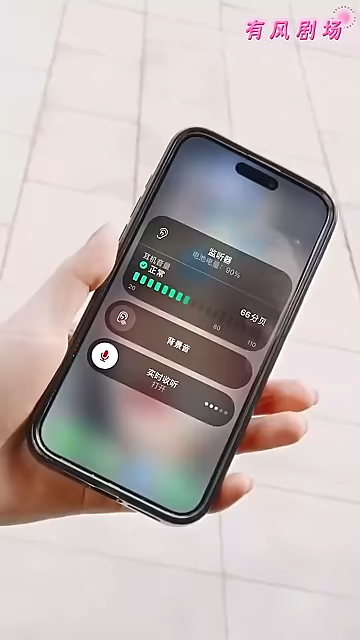 有风剧场
监听器
电池电量：90%
耳机音量
正常
66分贝
20
80
110
背景音
实时收听
打开